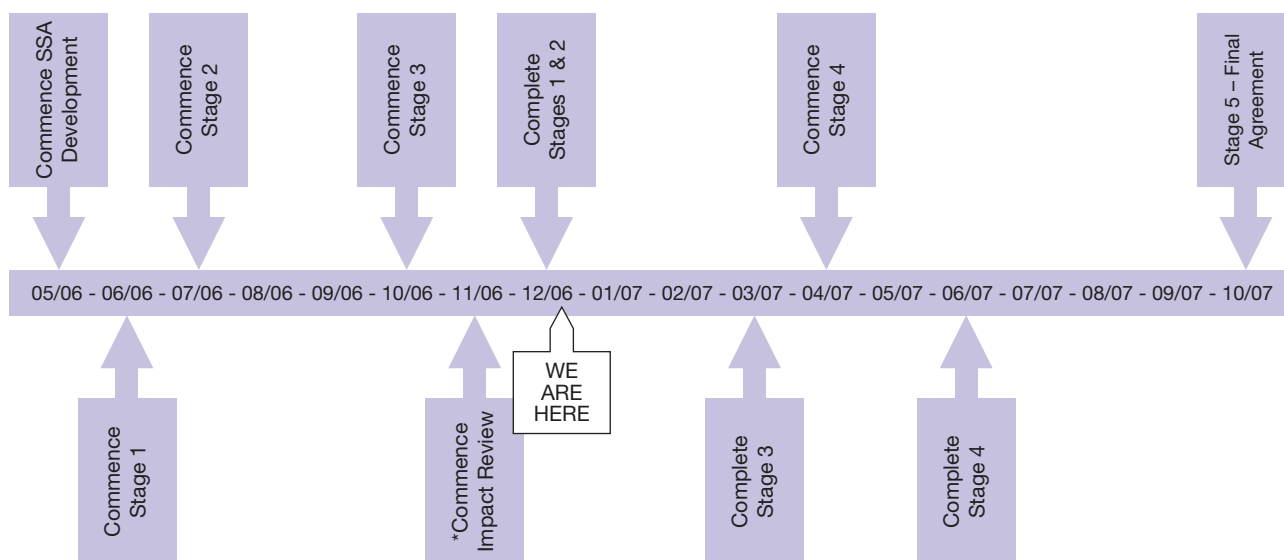 Commence SSA
Development
Commence
Stage 2
Commence
Stage 3
Complete
Stages 1 & 2
Commence
Stage 4
Stage 5 – Final
Agreement
05/06 - 06/06 - 07/06 - 08/06 - 09/06 - 10/06 - 11/06 - 12/06 - 01/07 - 02/07 - 03/07 - 04/07 - 05/07 - 06/07 - 07/07 - 08/07 - 09/07 - 10/07
WE
ARE
HERE
Commence
Stage 1
*Commence
Impact Review
Complete
Stage 3
Complete
Stage 4